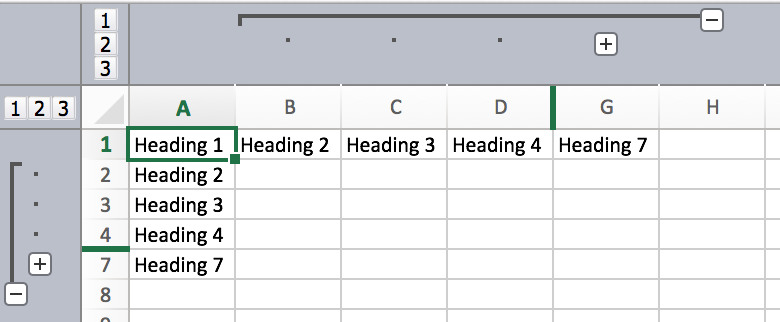 1
2
3
1 2 3 A B C D G H
1 Heading 1 Heading 2 Heading 3 Heading 4 Heading 7
2 Heading 2
3 Heading 3
4 Heading 4
7 Heading 7
8